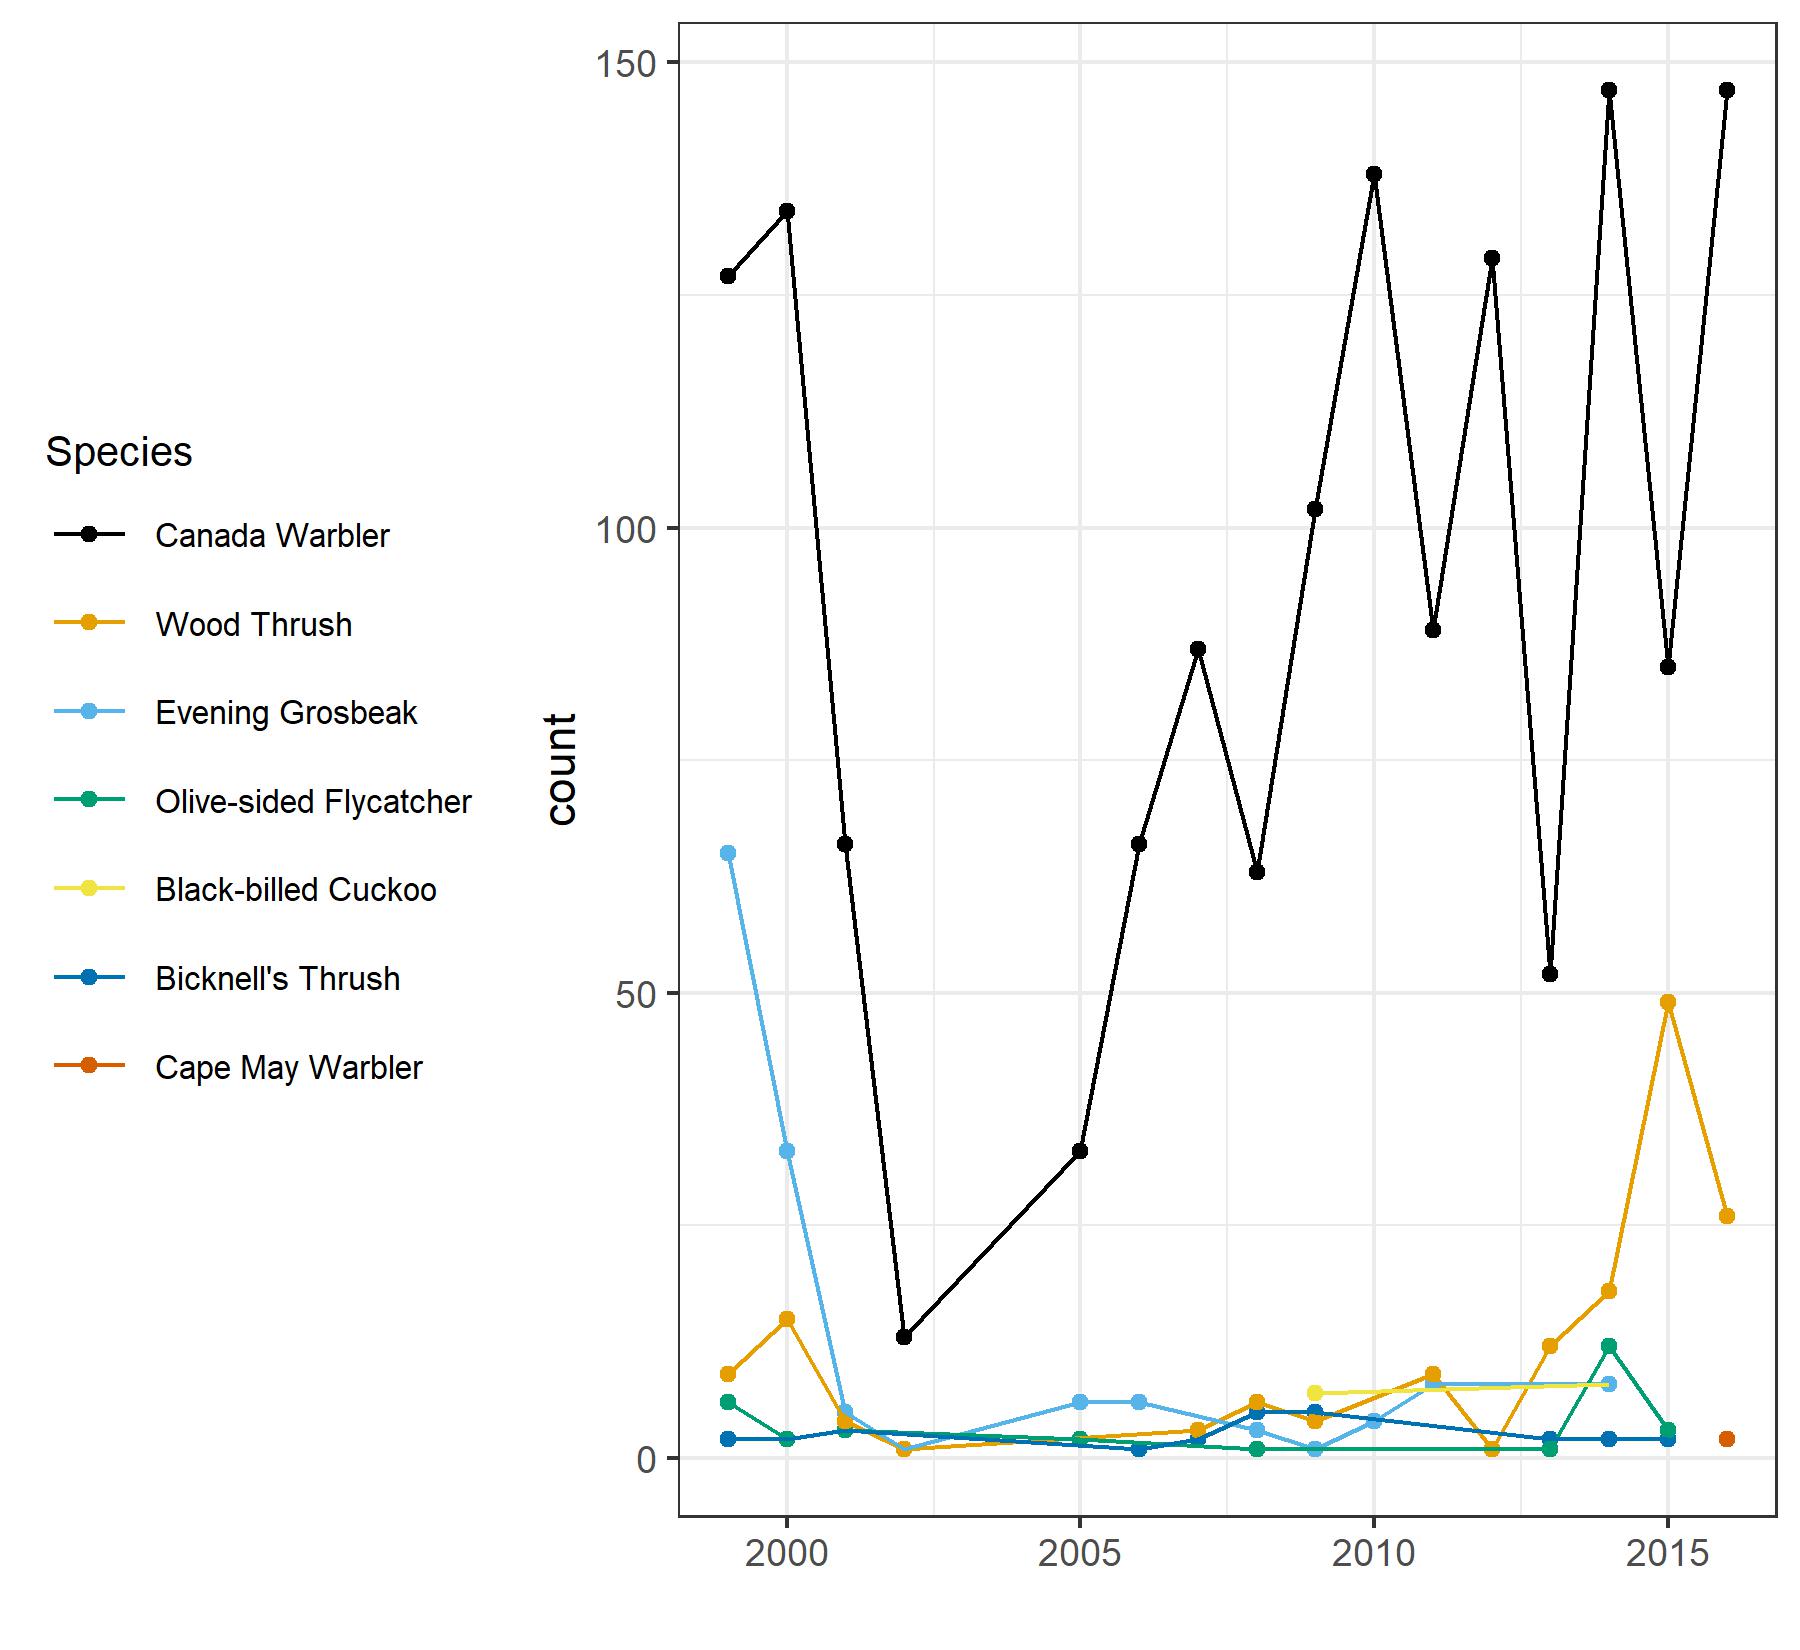 Species
Canada Warbler
Wood Thrush
Evening Grosbeak
Olive-sided Flycatcher
Black-billed Cuckoo
Bicknell's Thrush
Cape May Warbler
count
150
100
50
0
2000 2005 2010 2015